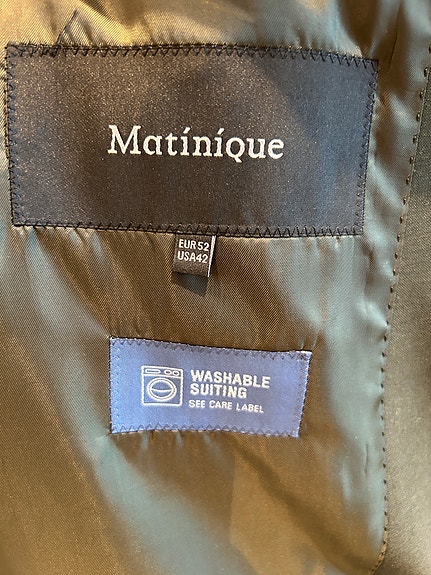 Matinique
EUR52
USA42
WASHABLE
SUITING
SEE CARE LABEL